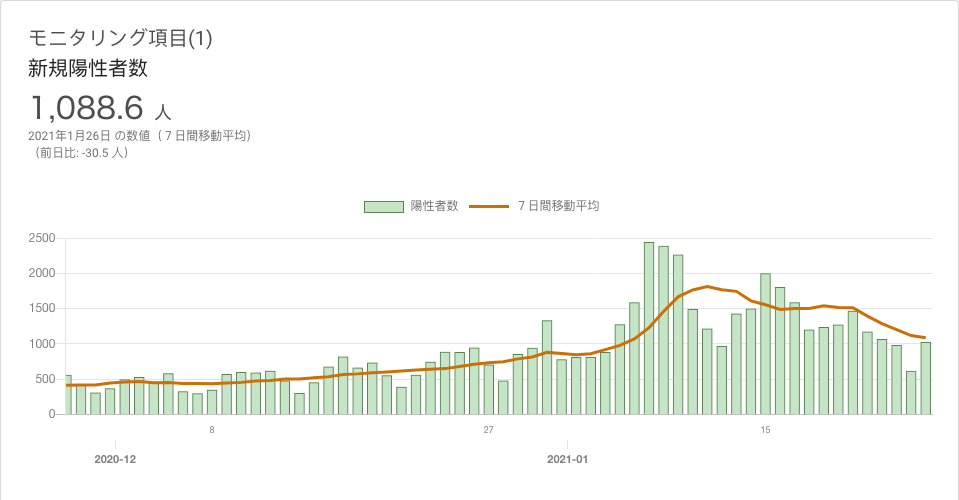 モニタリング項目(1)
新規陽性者数
1,088.6 人
2021年1月26日 の数値（７日間移動平均）
（前日比: -30.5 人）
陽性者数 ７日間移動平均
2500
2000
1500
1000
500
0
8 27 15
2020-12 2021-01